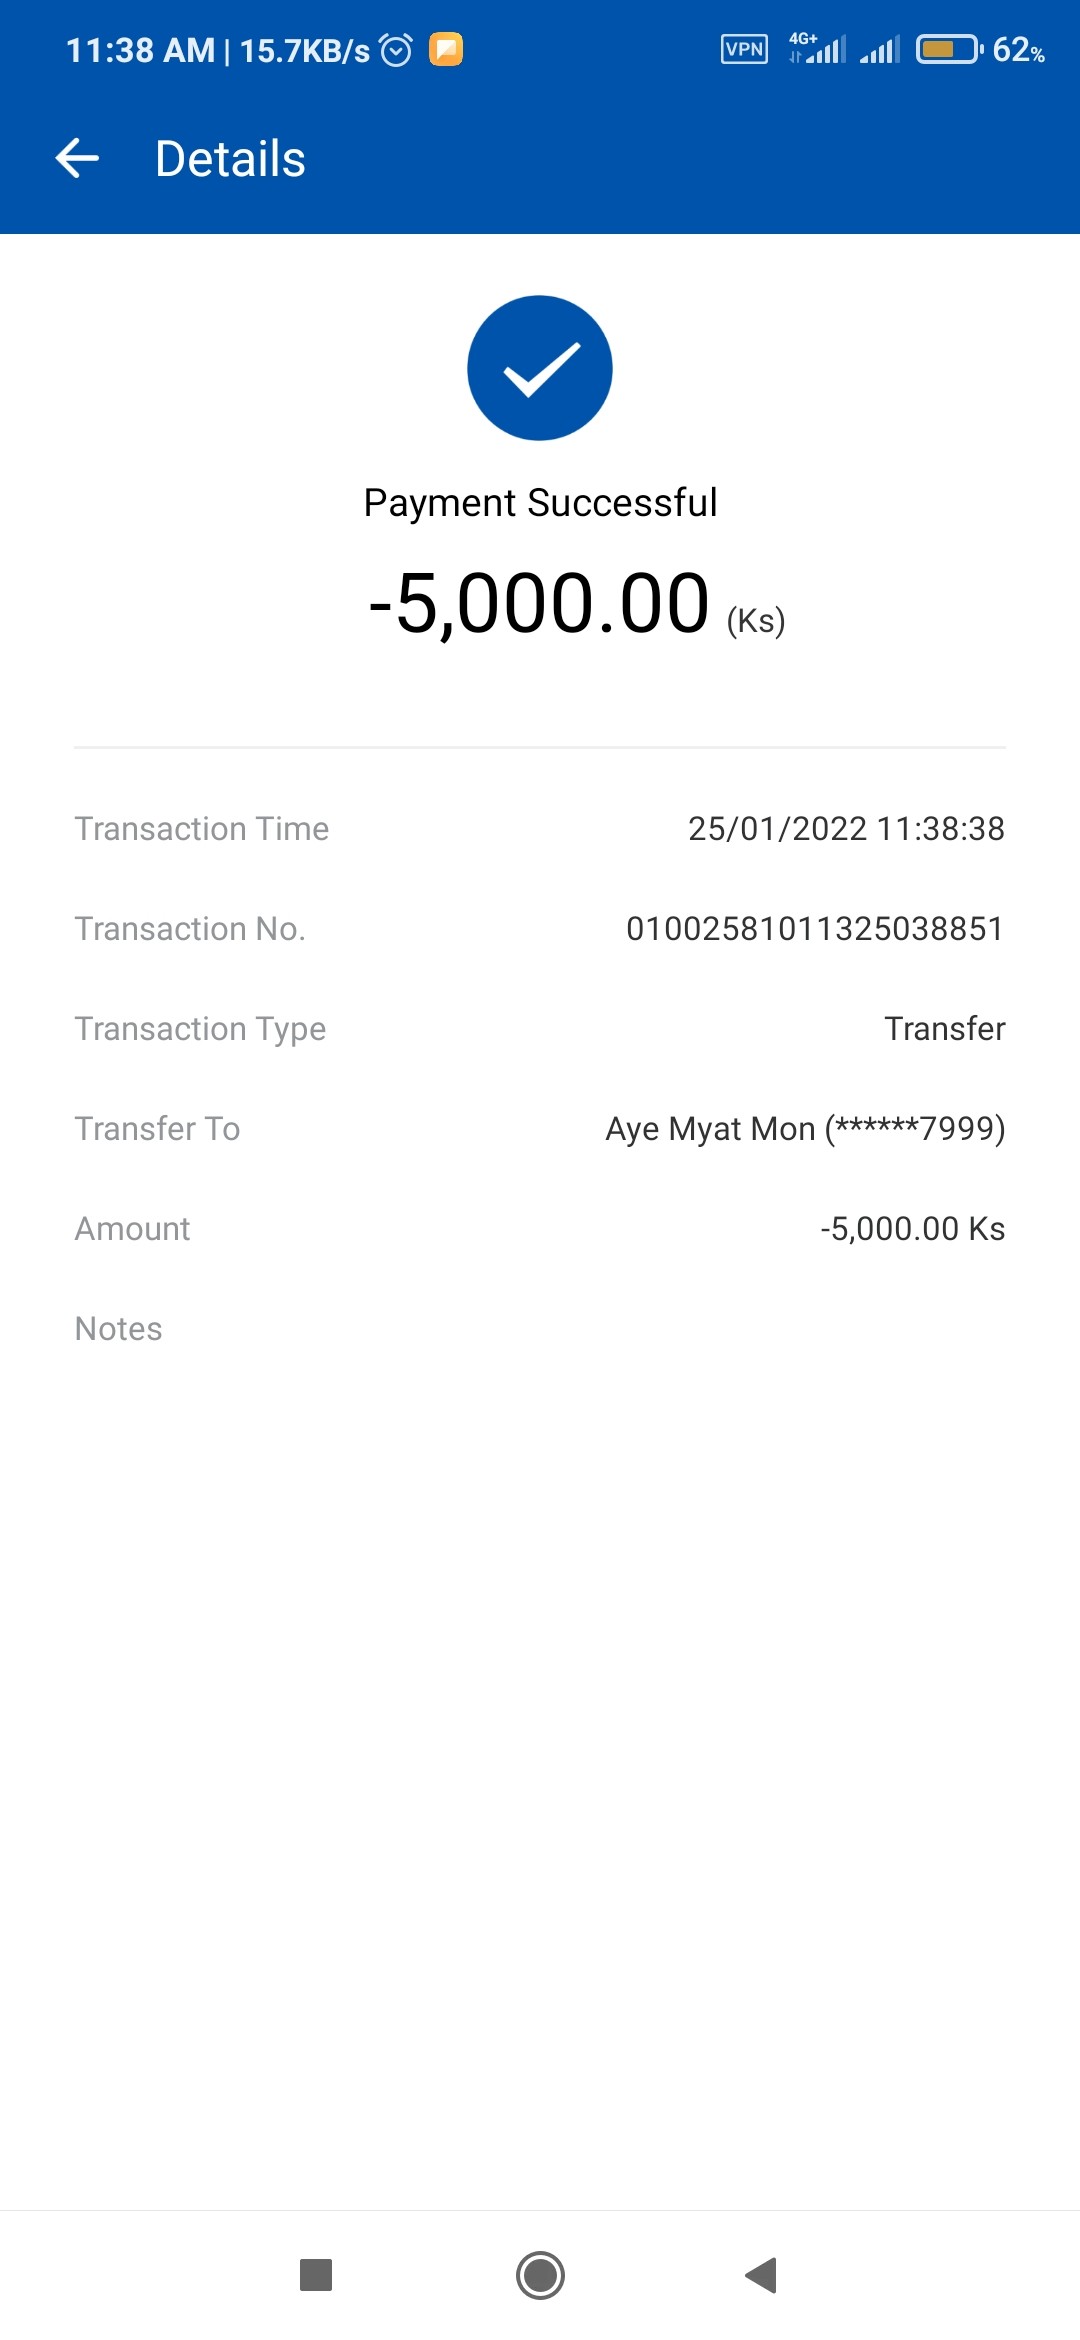 11:38 AM | 15.7KB/s VPN 4G+ 62%
Details
Payment Successful
-5,000.00 (Ks)
Transaction Time 25/01/2022 11:38:38
Transaction No. 01002581011325038851
Transaction Type Transfer
Transfer To Aye Myat Mon (******7999)
Amount -5,000.00 Ks
Notes